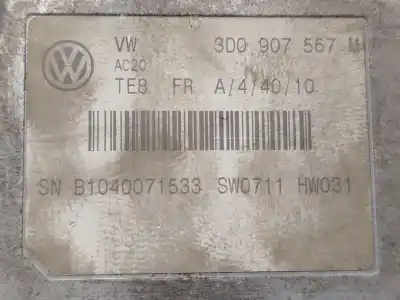 VW 3D0 907 567 M
AC20
TE8 FR A/4/40/10
SN B1040071533 SW0711 HW031